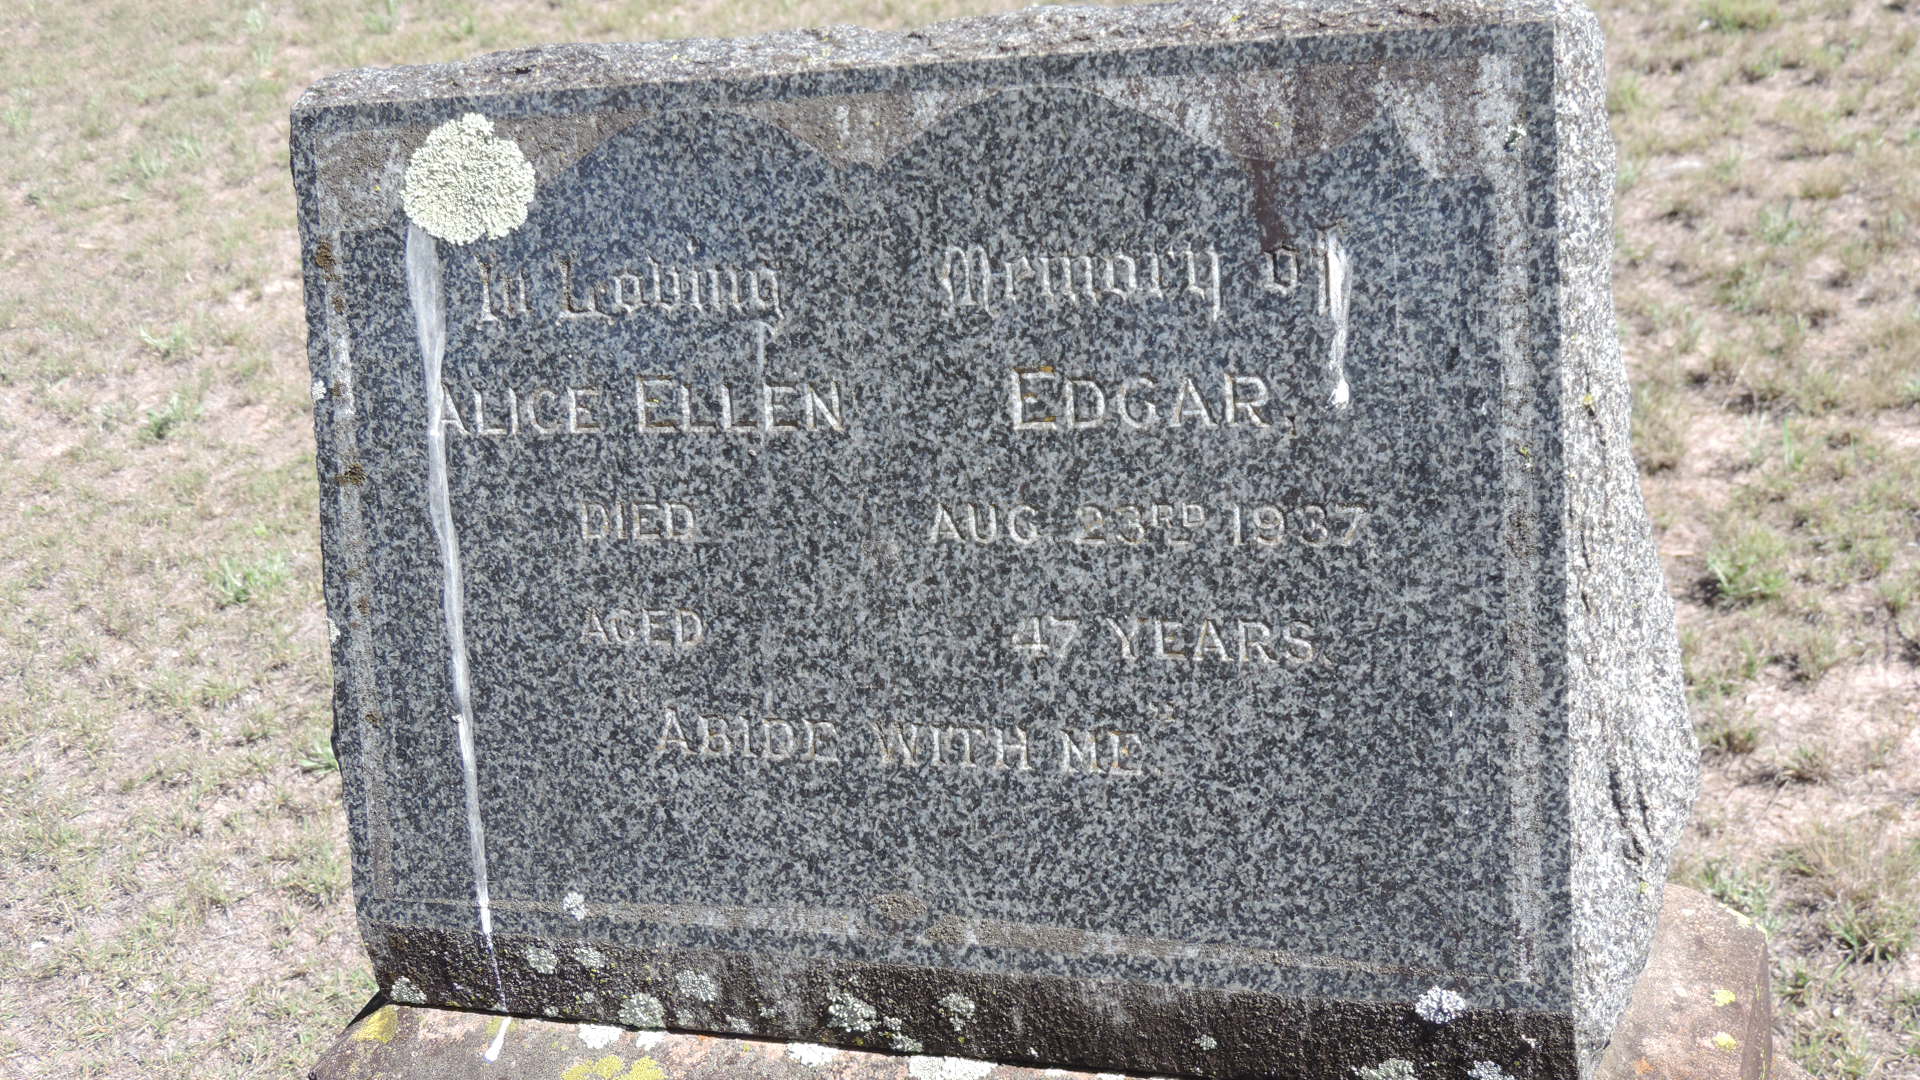 In Loving Memory of
ALICE ELLEN EDGAR,
DIED AUG 23RD 1937.
AGED 47 YEARS.
"ABIDE WITH ME."